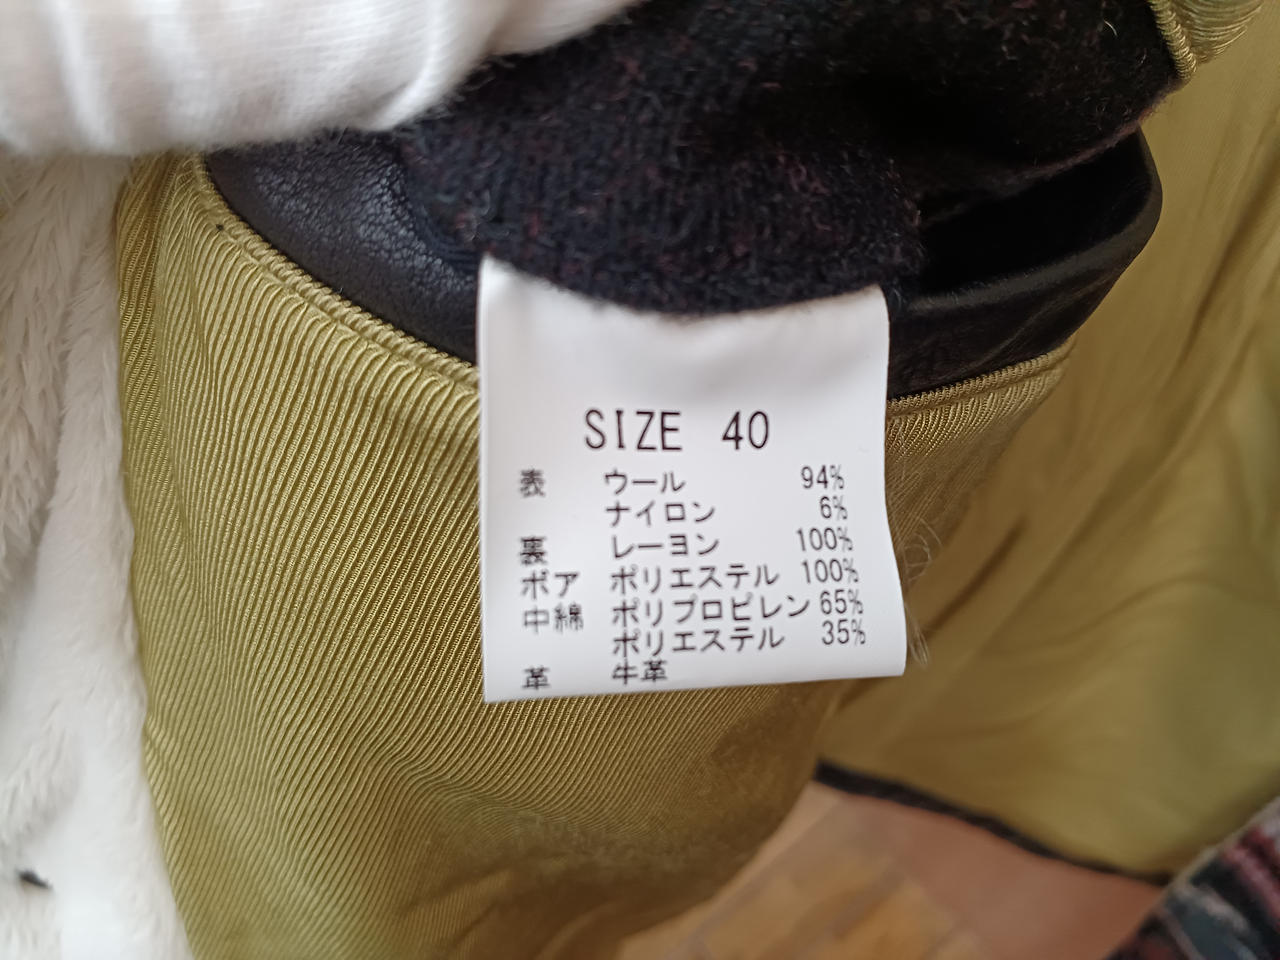 SIZE 40
表 ウール 94%
ナイロン 6%
裏 レーヨン 100%
ボア ポリエステル 100%
中綿 ポリプロピレン 65%
ポリエステル 35%
革 牛革